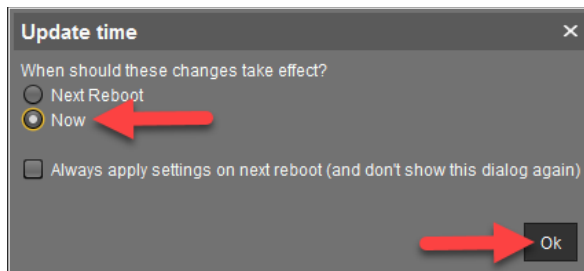 Update time
When should these changes take effect?
Next Reboot
Now
Always apply settings on next reboot (and don't show this dialog again)
Ok